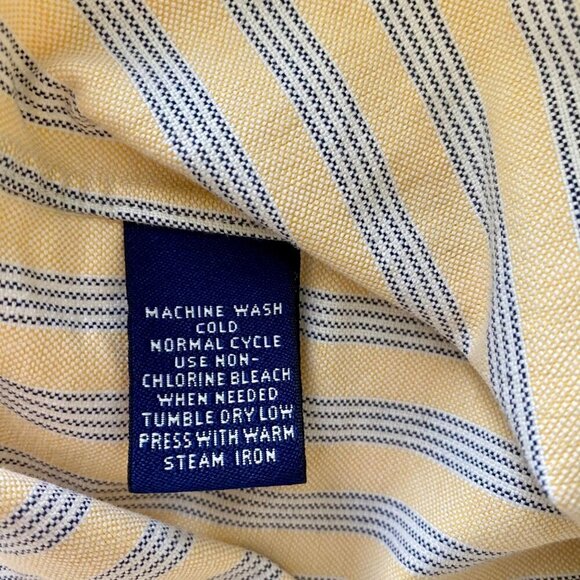 MACHINE WASH
COLD
NORMAL CYCLE
USE NON-
CHLORINE BLEACH
WHEN NEEDED
TUMBLE DRY LOW
PRESS WITH WARM
STEAM IRON